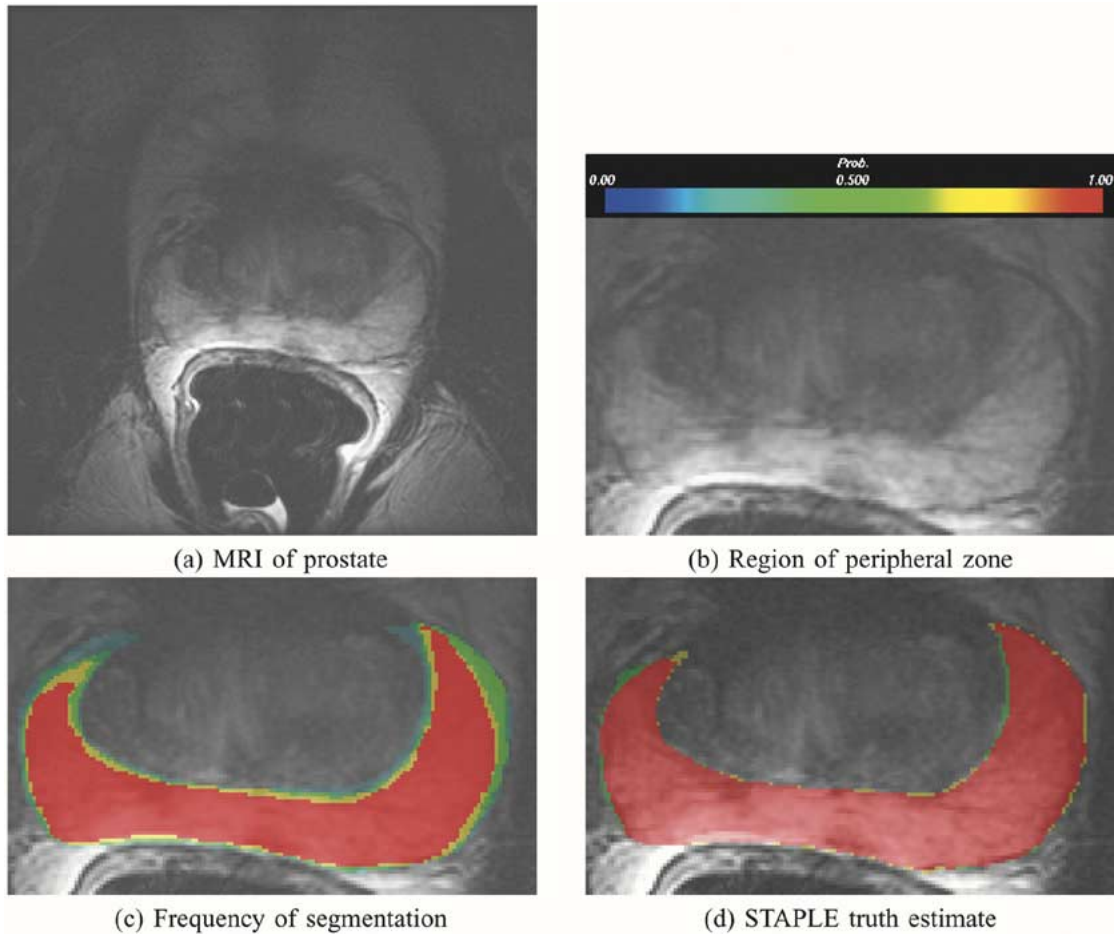 Prob.
0.00 0.500 1.00
(a) MRI of prostate
(b) Region of peripheral zone
(c) Frequency of segmentation
(d) STAPLE truth estimate